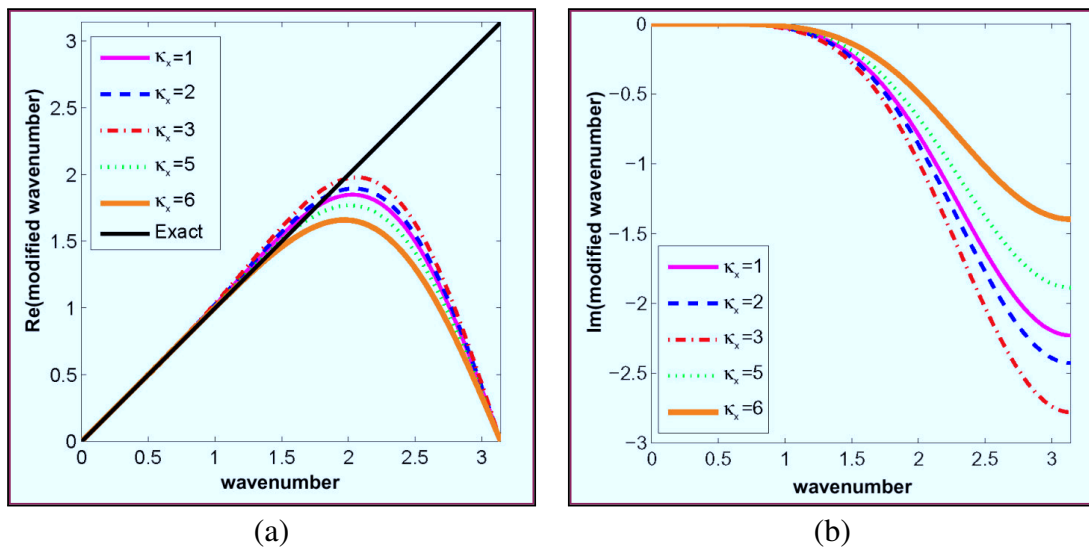 3
2.5
2
1.5
1
0.5
0
Re(modified wavenumber)
κx=1
κx=2
κx=3
κx=5
κx=6
Exact
0 0.5 1 1.5 2 2.5 3
wavenumber
(a)
0
−0.5
−1
−1.5
−2
−2.5
−3
Im(modified wavenumber)
κx=1
κx=2
κx=3
κx=5
κx=6
0 0.5 1 1.5 2 2.5 3
wavenumber
(b)